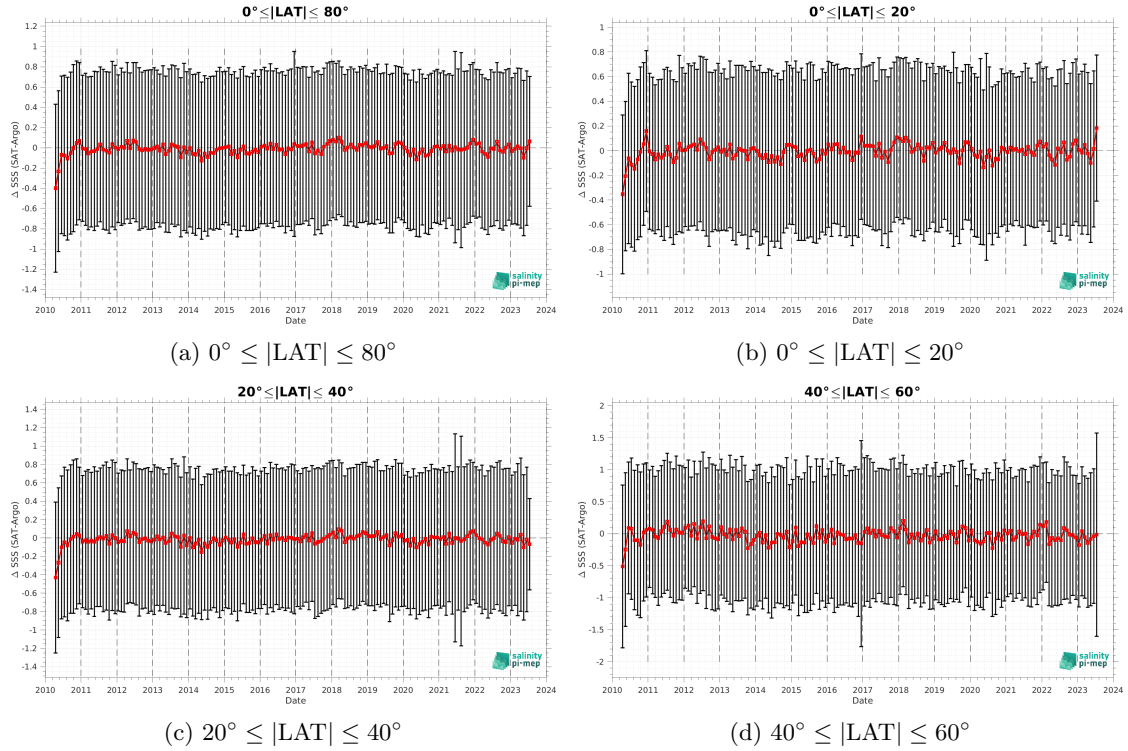 0°≤|LAT|≤ 80°
1.2
1
0.8
0.6
0.4
0.2
0
-0.2
-0.4
-0.6
-0.8
-1
-1.2
-1.4
Δ SSS (SAT-Argo)
2010 2011 2012 2013 2014 2015 2016 2017 2018 2019 2020 2021 2022 2023 2024
Date
salinity
pi-mep
(a) 0° ≤ |LAT| ≤ 80°
0°≤|LAT|≤ 20°
1
0.8
0.6
0.4
0.2
0
-0.2
-0.4
-0.6
-0.8
-1
Δ SSS (SAT-Argo)
2010 2011 2012 2013 2014 2015 2016 2017 2018 2019 2020 2021 2022 2023 2024
Date
salinity
pi-mep
(b) 0° ≤ |LAT| ≤ 20°
20°≤|LAT|≤ 40°
1.4
1.2
1
0.8
0.6
0.4
0.2
0
-0.2
-0.4
-0.6
-0.8
-1
-1.2
-1.4
Δ SSS (SAT-Argo)
2010 2011 2012 2013 2014 2015 2016 2017 2018 2019 2020 2021 2022 2023 2024
Date
salinity
pi-mep
(c) 20° ≤ |LAT| ≤ 40°
40°≤|LAT|≤ 60°
2
1.5
1
0.5
0
-0.5
-1
-1.5
-2
Δ SSS (SAT-Argo)
2010 2011 2012 2013 2014 2015 2016 2017 2018 2019 2020 2021 2022 2023 2024
Date
salinity
pi-mep
(d) 40° ≤ |LAT| ≤ 60°